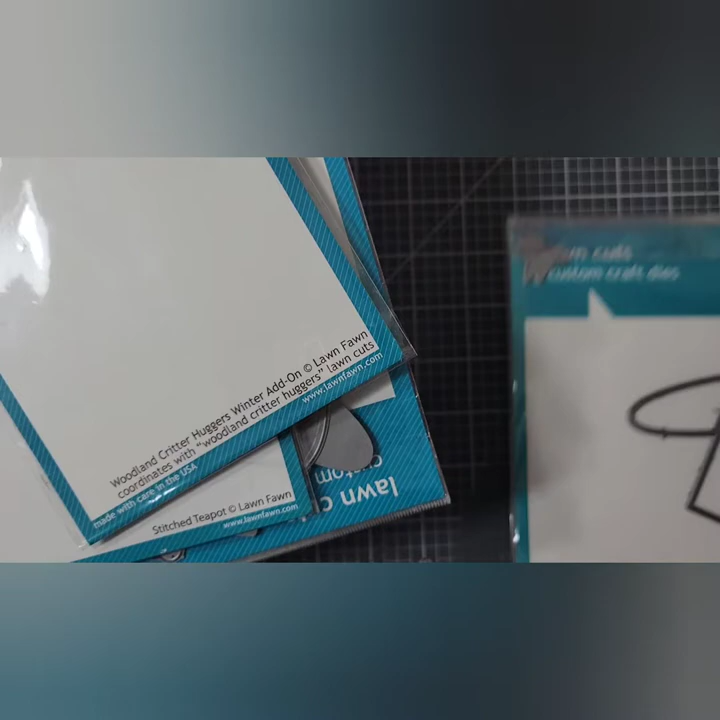 Woodland Critter Huggers Winter Add-On © Lawn Fawn
coordinates with "woodland critter huggers" lawn cuts
www.lawnfawn.com
made with care in the USA
Stitched Teapot © Lawn Fawn
www.lawnfawn.com
lawn c
custom
cuts
custom craft dies